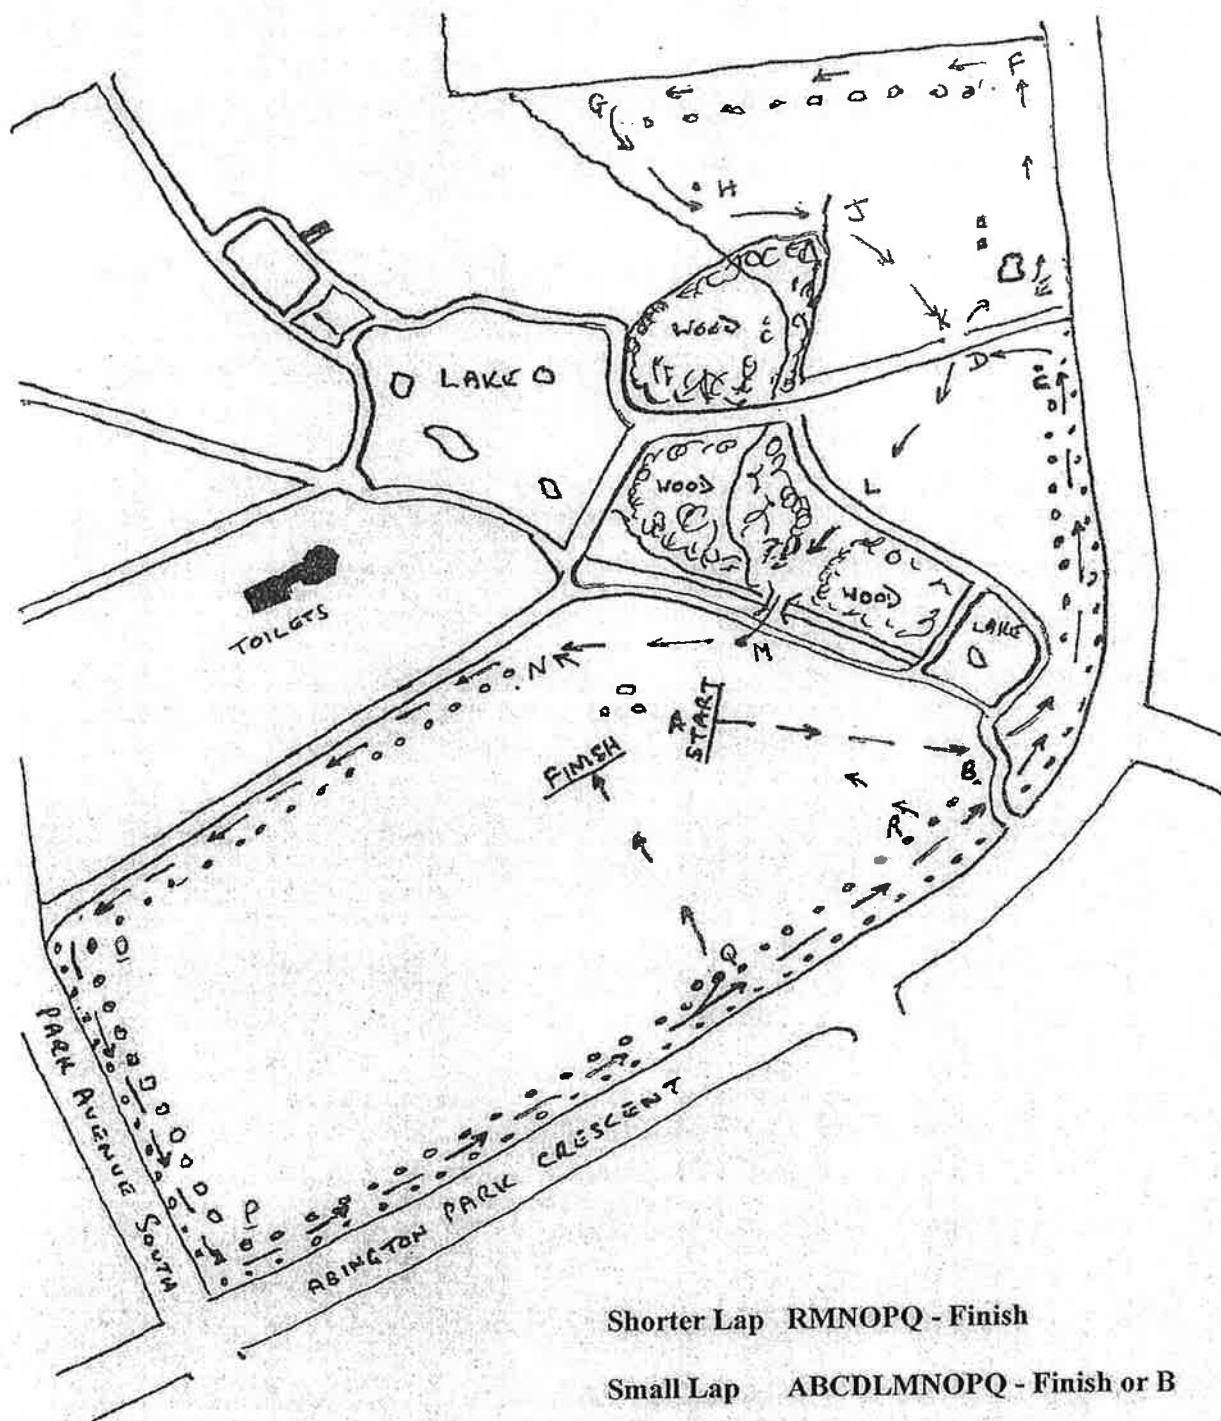 F
G
H
J
WOOD
K
LAKE
D
E
WOOD
L
WOOD
LAKE
TOILETS
M
N
START
FINISH
B
R
O
Q
PARK AVENUE SOUTH
P
ABINGTON PARK CRESCENT
Shorter Lap RMNOPQ - Finish
Small Lap ABCDLMNOPQ - Finish or B